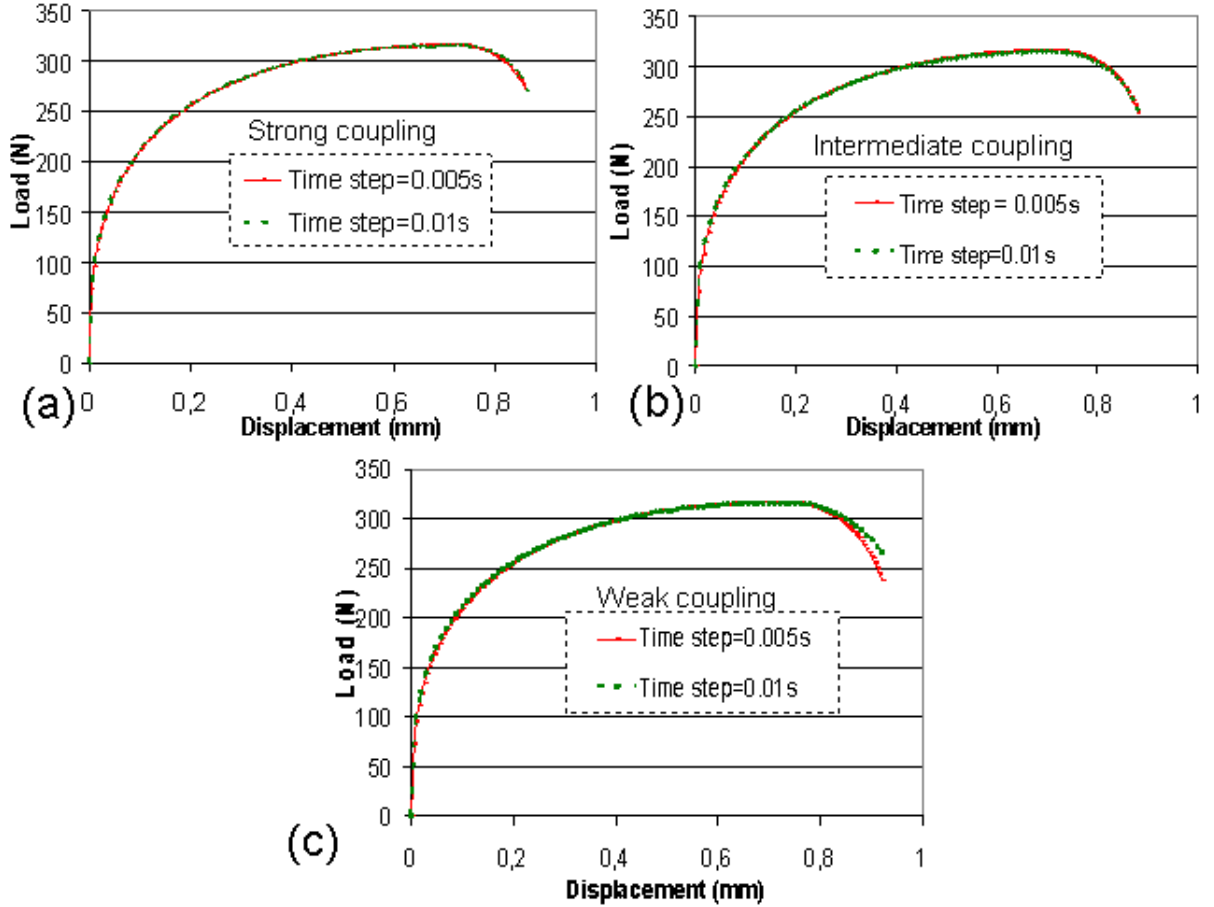 350
300
250
200
150
100
50
0
Load (N)
Strong coupling
Time step=0.005s
Time step=0.01s
0
0,2
0,4
0,6
0,8
1
Displacement (mm)
(a)
350
300
250
200
150
100
50
0
Load (N)
Intermediate coupling
Time step = 0.005s
Time step=0.01s
0
0,2
0,4
0,6
0,8
1
Displacement (mm)
(b)
350
300
250
200
150
100
50
0
Load (N)
Weak coupling
Time step=0.005s
Time step=0.01s
0
0,2
0,4
0,6
0,8
1
Displacement (mm)
(c)